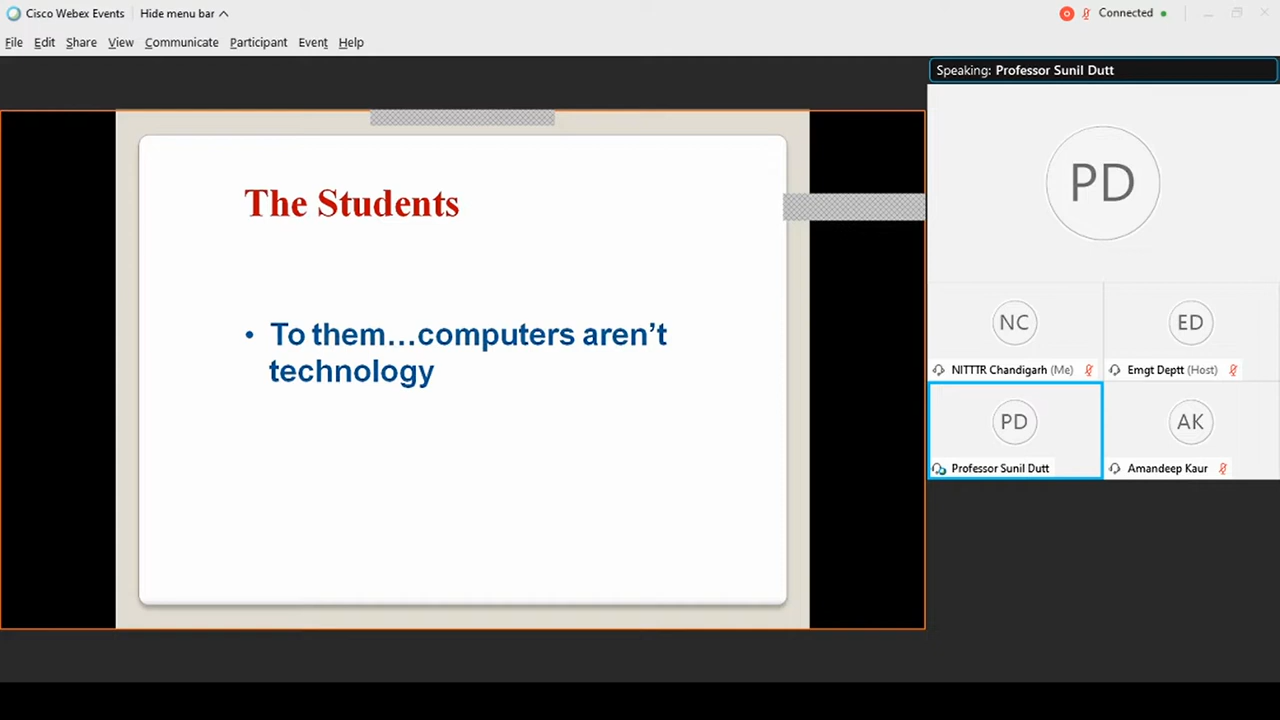 Cisco Webex Events Hide menu bar Connected
File Edit Share View Communicate Participant Event Help
Speaking: Professor Sunil Dutt
PD
The Students
• To them…computers aren’t
technology
NC
NITTTR Chandigarh (Me)
ED
Emgt Deptt (Host)
PD
Professor Sunil Dutt
AK
Amandeep Kaur